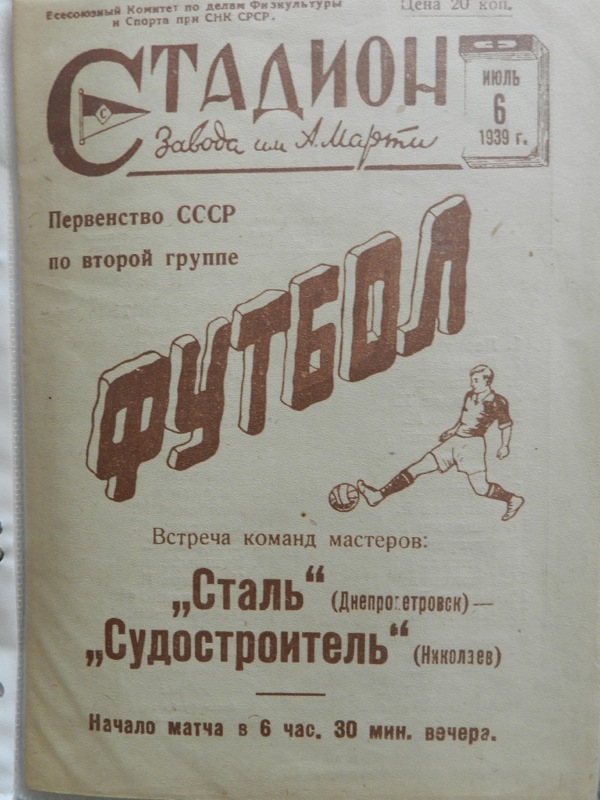 Всесоюзный Комитет по делам Физкультуры
и Спорта при СНК СРСР.
Цена 20 коп.
СТАДИОН
Завода им А. Марти
ИЮЛЬ
6
1939 г.
С
Первенство СССР
по второй группе
ФУТБОЛ
Встреча команд мастеров:
„Сталь“ (Днепропетровск) —
„Судостроитель“ (Николаев)
Начало матча в 6 час. 30 мин. вечера.